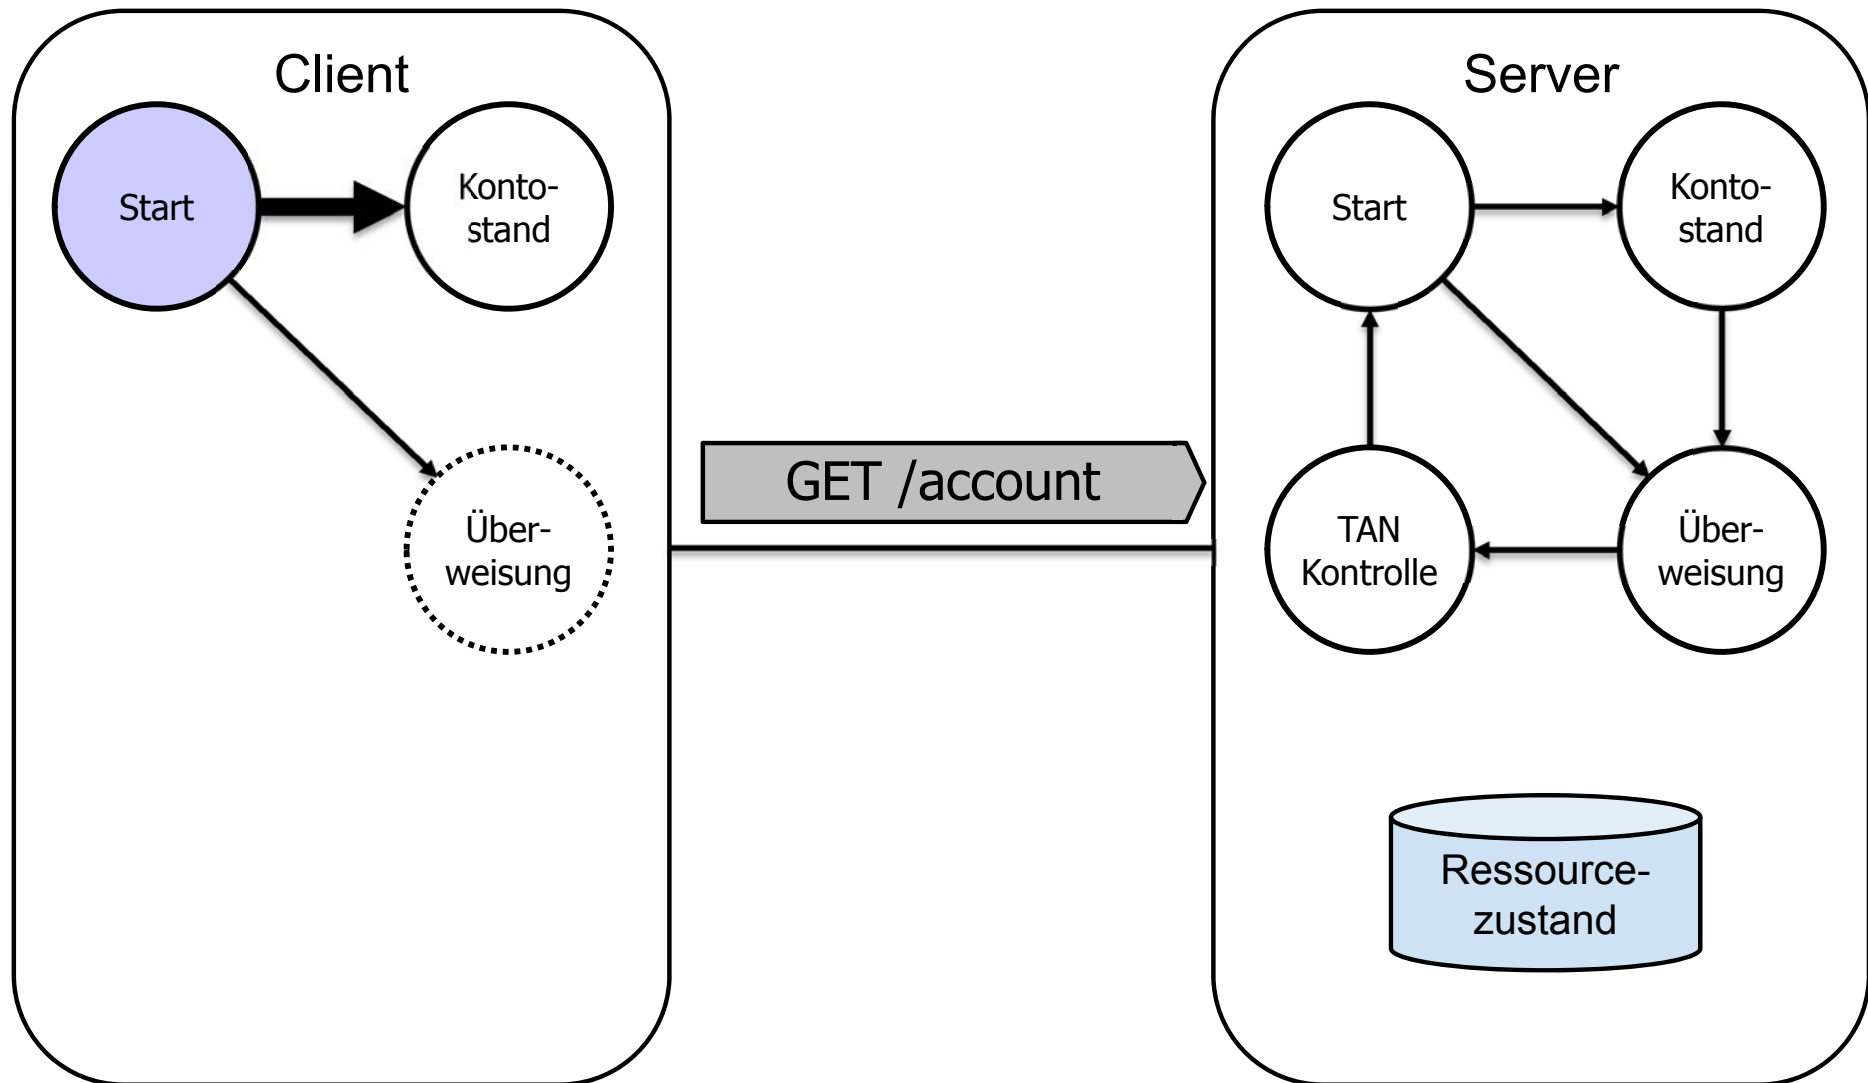 Client
Start
Konto-
stand
Über-
weisung
GET /account
Server
Start
Konto-
stand
TAN
Kontrolle
Über-
weisung
Ressource-
zustand